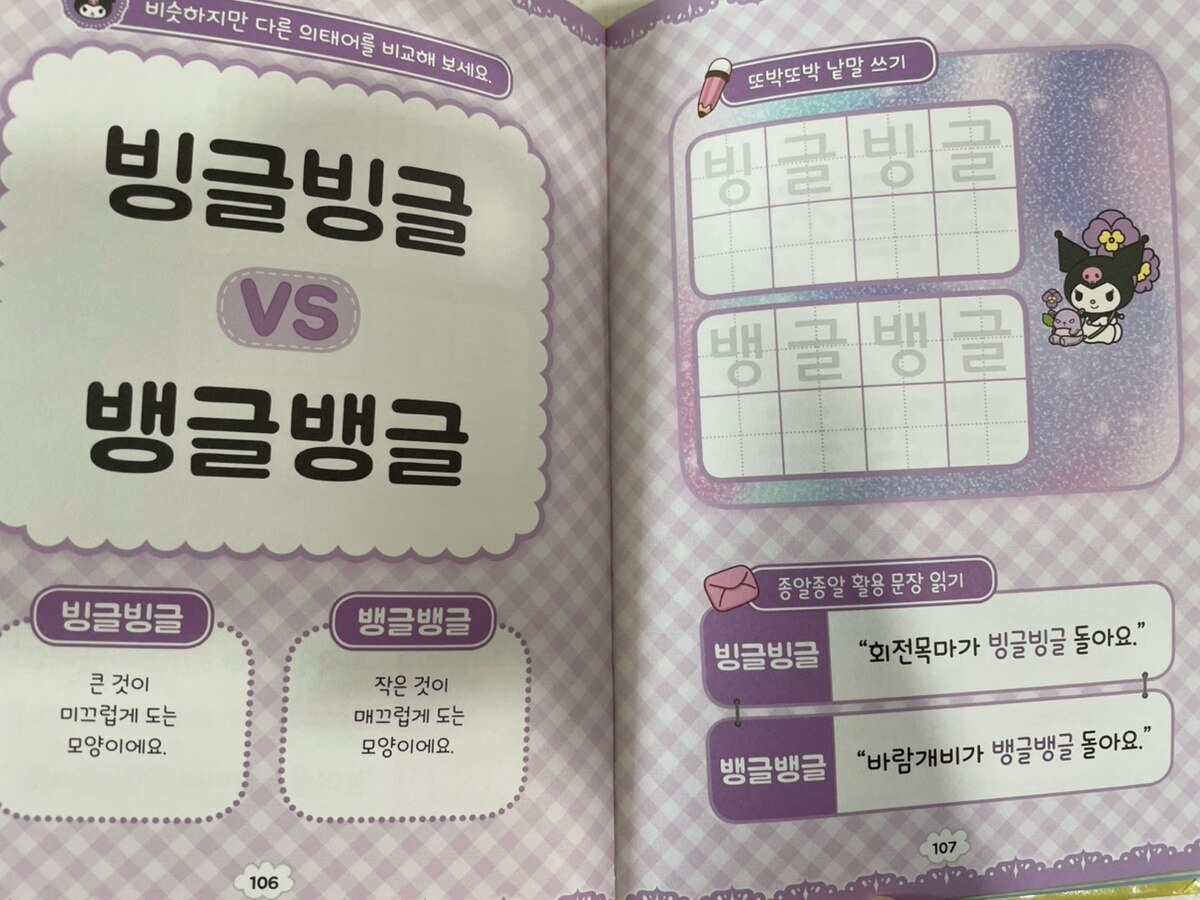 비슷하지만 다른 의태어를 비교해 보세요.
빙글빙글
VS
뱅글뱅글
빙글빙글
큰 것이
미끄럽게 도는
모양이에요.
뱅글뱅글
작은 것이
매끄럽게 도는
모양이에요.
106
또박또박 낱말 쓰기
빙글빙글
뱅글뱅글
종알종알 활용 문장 읽기
빙글빙글 “회전목마가 빙글빙글 돌아요.”
뱅글뱅글 “바람개비가 뱅글뱅글 돌아요.”
107